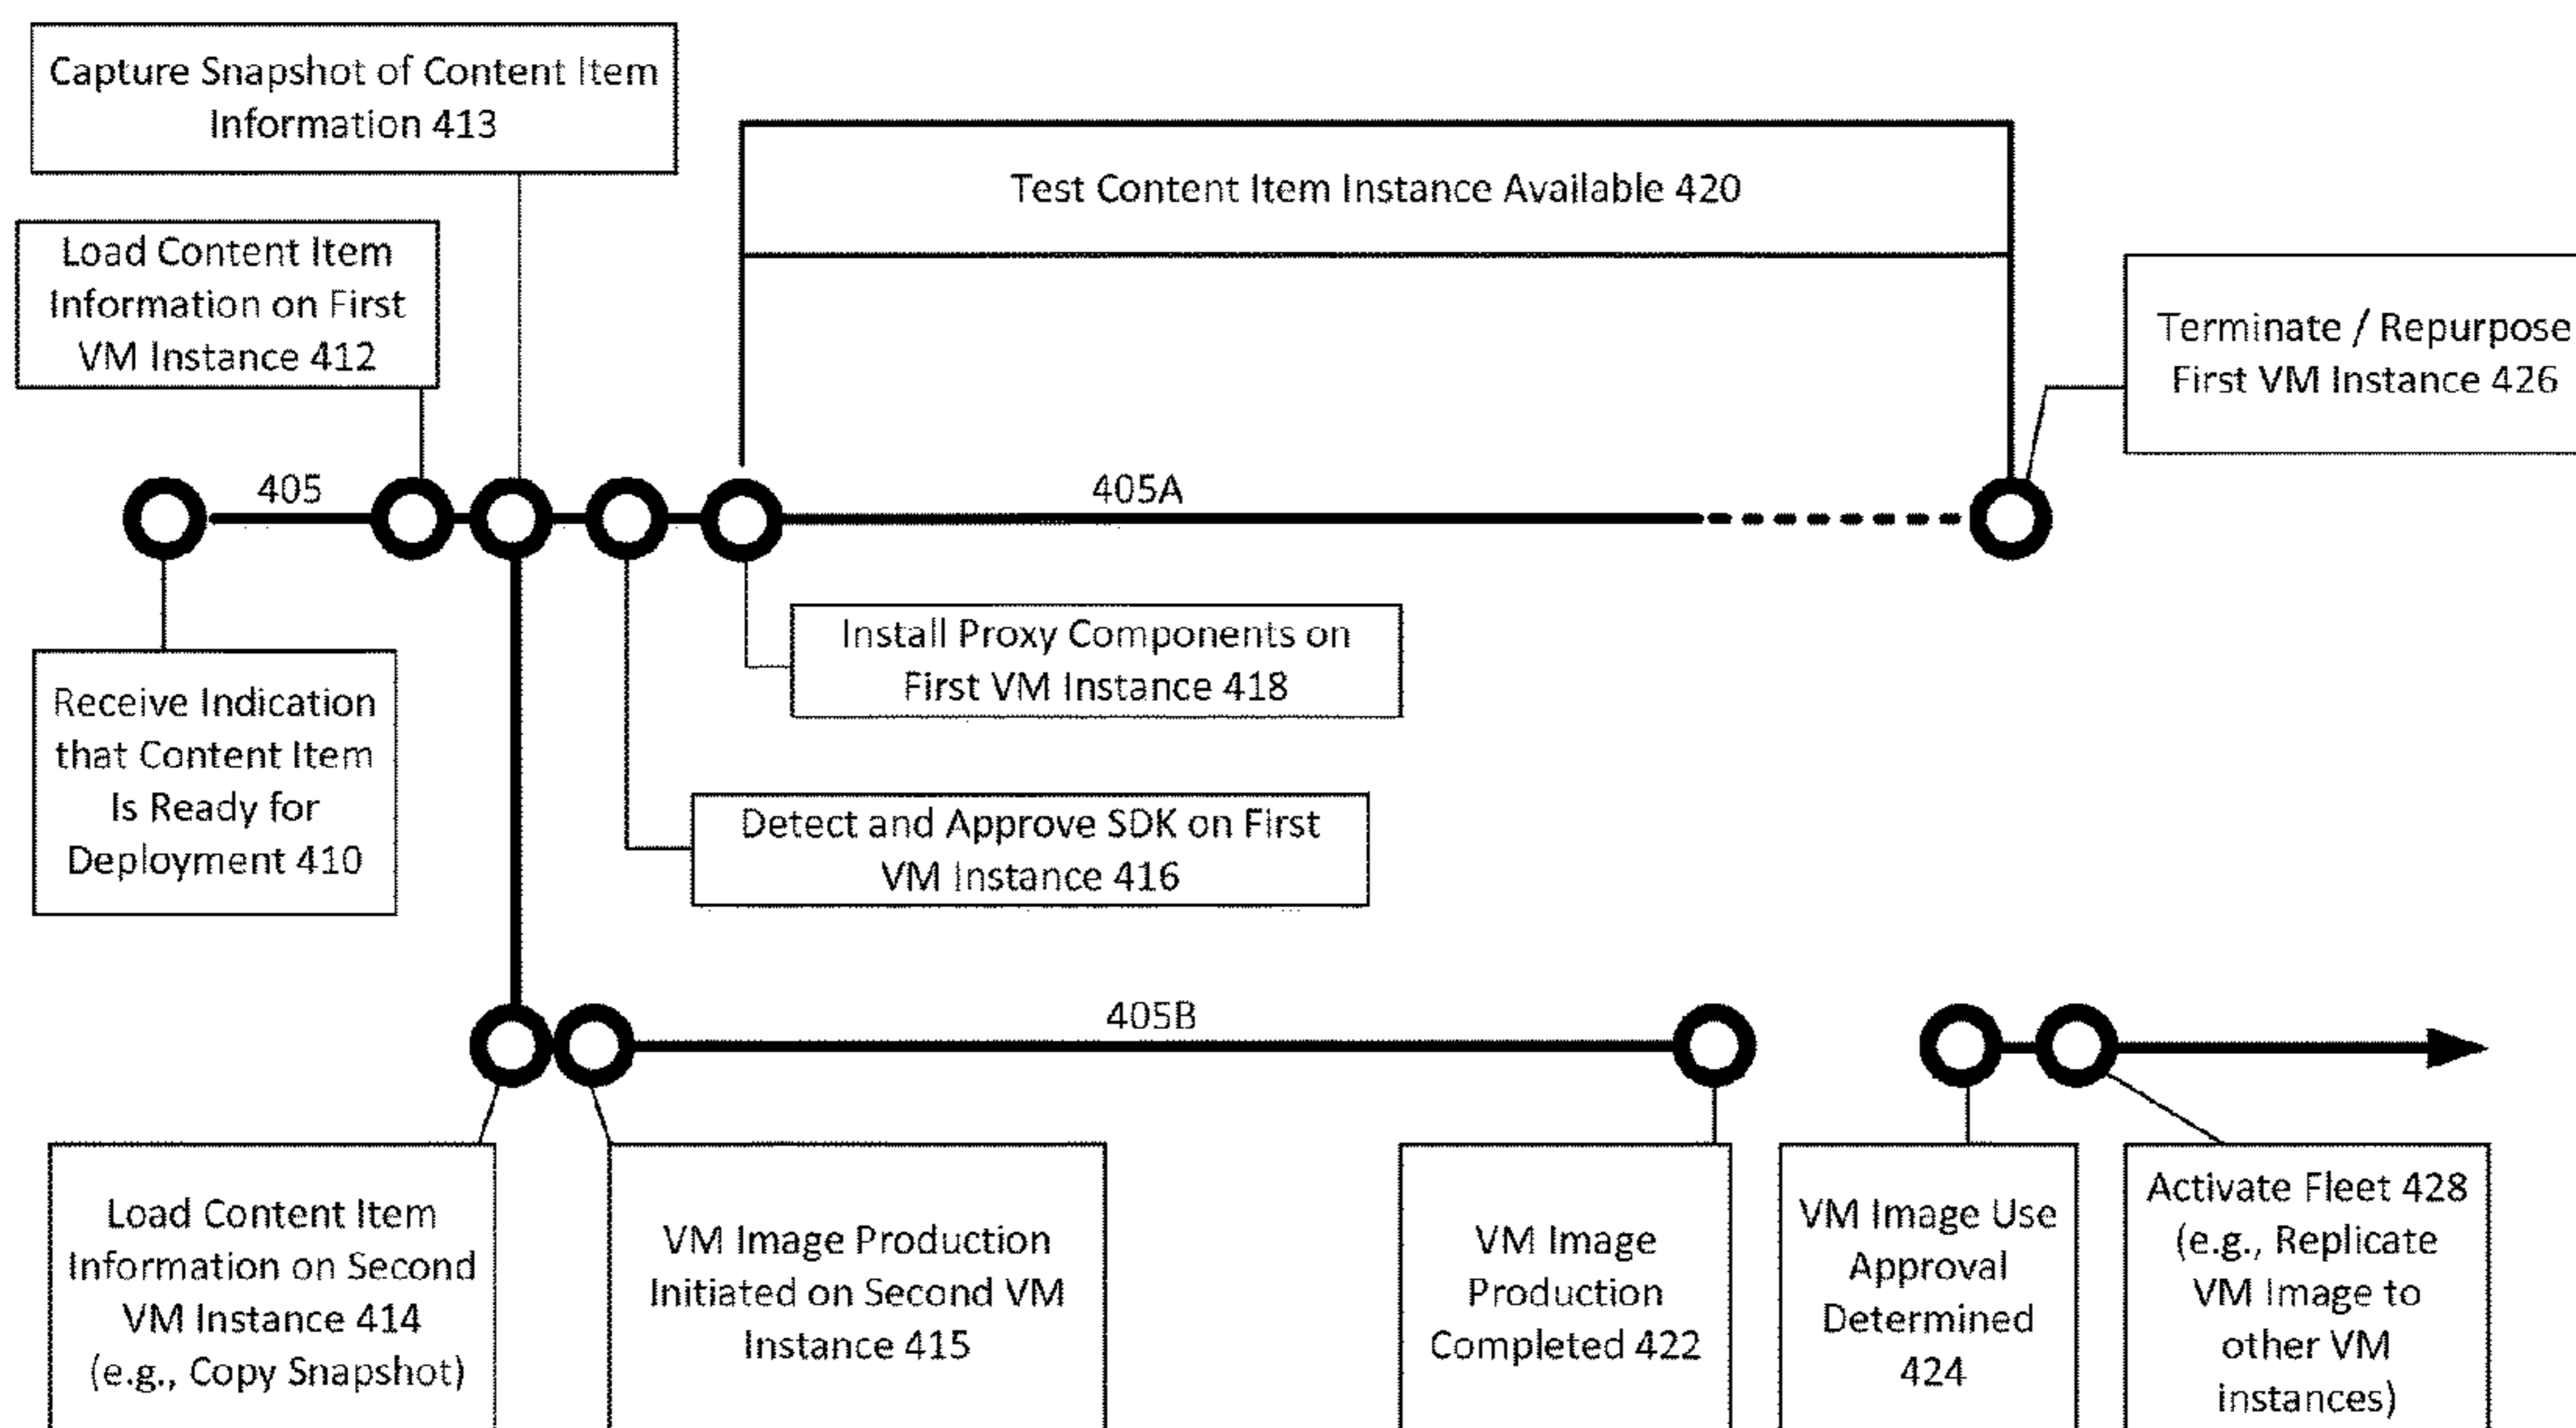 Capture Snapshot of Content Item
Information 413
Test Content Item Instance Available 420
Load Content Item
Information on First
VM Instance 412
Terminate / Repurpose
First VM Instance 426
405
405A
Install Proxy Components on
First VM Instance 418
Receive Indication
that Content Item
Is Ready for
Deployment 410
Detect and Approve SDK on First
VM Instance 416
405B
Load Content Item
Information on Second
VM Instance 414
(e.g., Copy Snapshot)
VM Image Production
Initiated on Second VM
Instance 415
VM Image
Production
Completed 422
VM Image Use
Approval
Determined
424
Activate Fleet 428
(e.g., Replicate
VM Image to
other VM
instances)